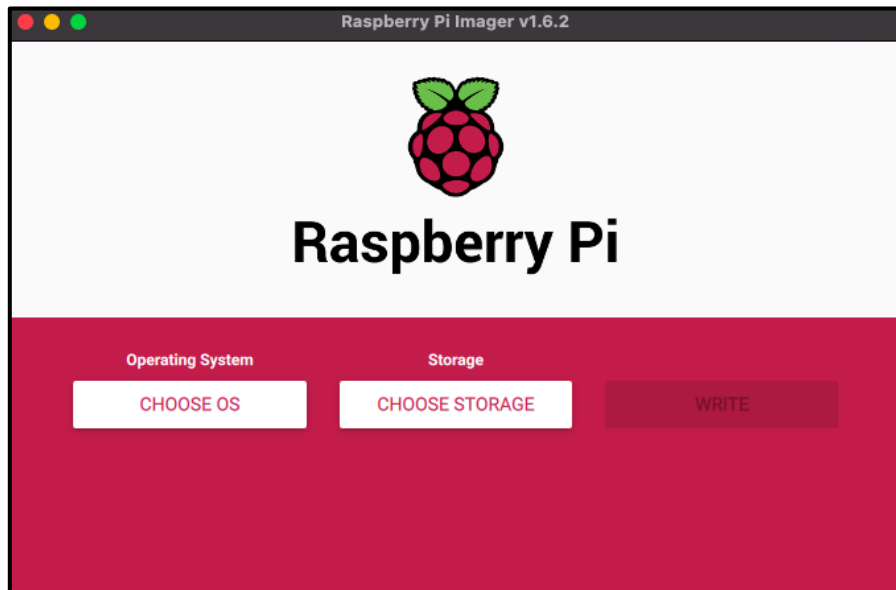 Raspberry Pi Imager v1.6.2
Raspberry Pi
Operating System
Storage
CHOOSE OS
CHOOSE STORAGE
WRITE